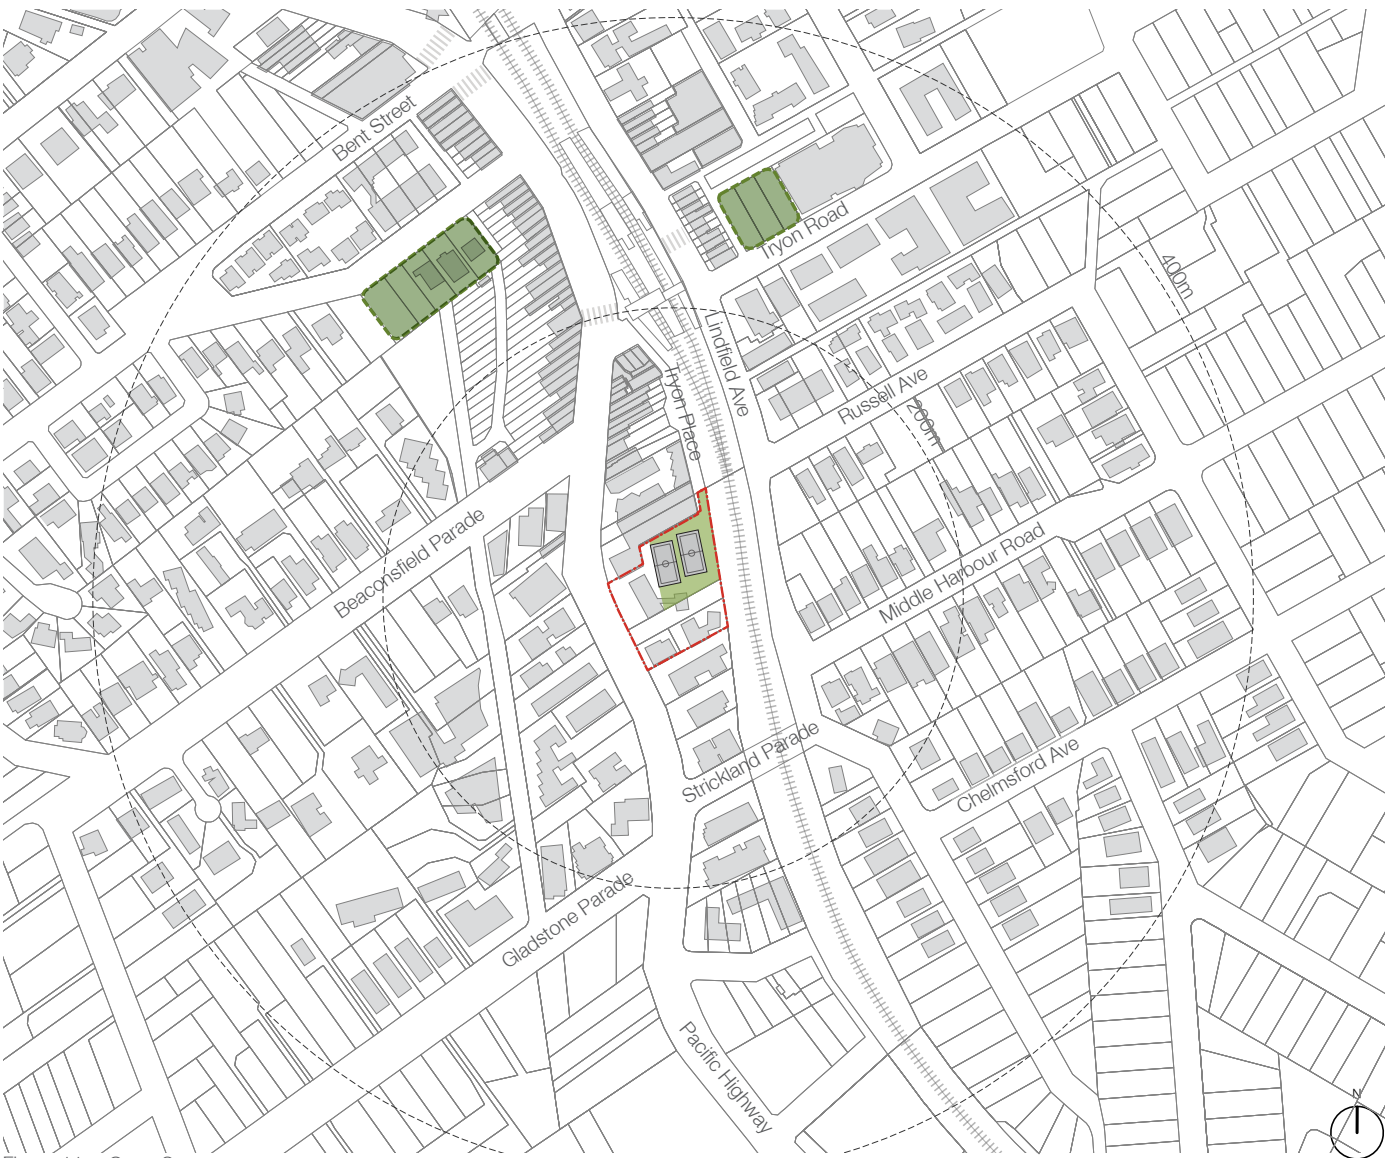 Bent Street
Tryon Road
400m
Lindfield Ave
Tryon Place
Russell Ave
200m
Beaconsfield Parade
Middle Harbour Road
Strickland Parade
Chelmsford Ave
Gladstone Parade
Pacific Highway
N